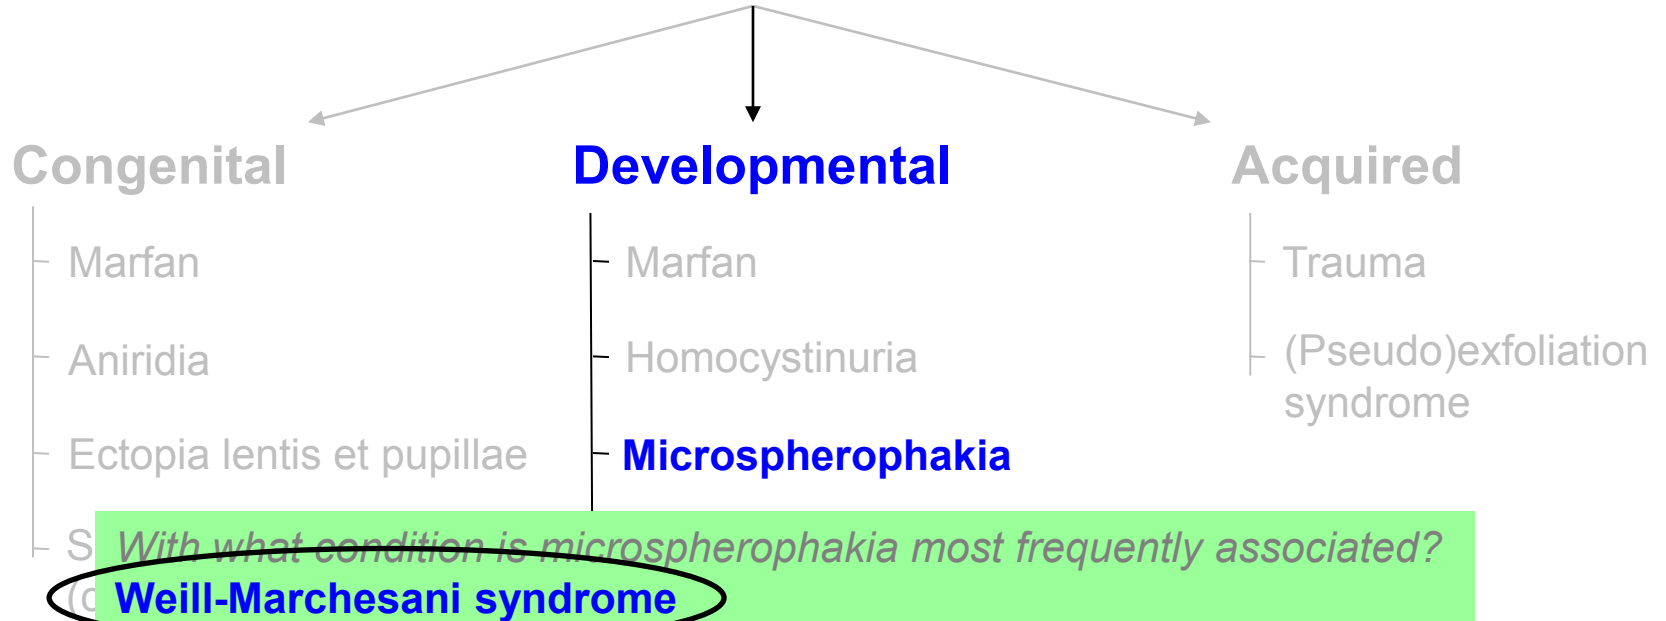 Congenital
Developmental
Acquired
Marfan
Marfan
Trauma
Aniridia
Homocystinuria
(Pseudo)exfoliation
syndrome
Ectopia lentis et pupillae
Microspherophakia
With what condition is microspherophakia most frequently associated?
Weill-Marchesani syndrome